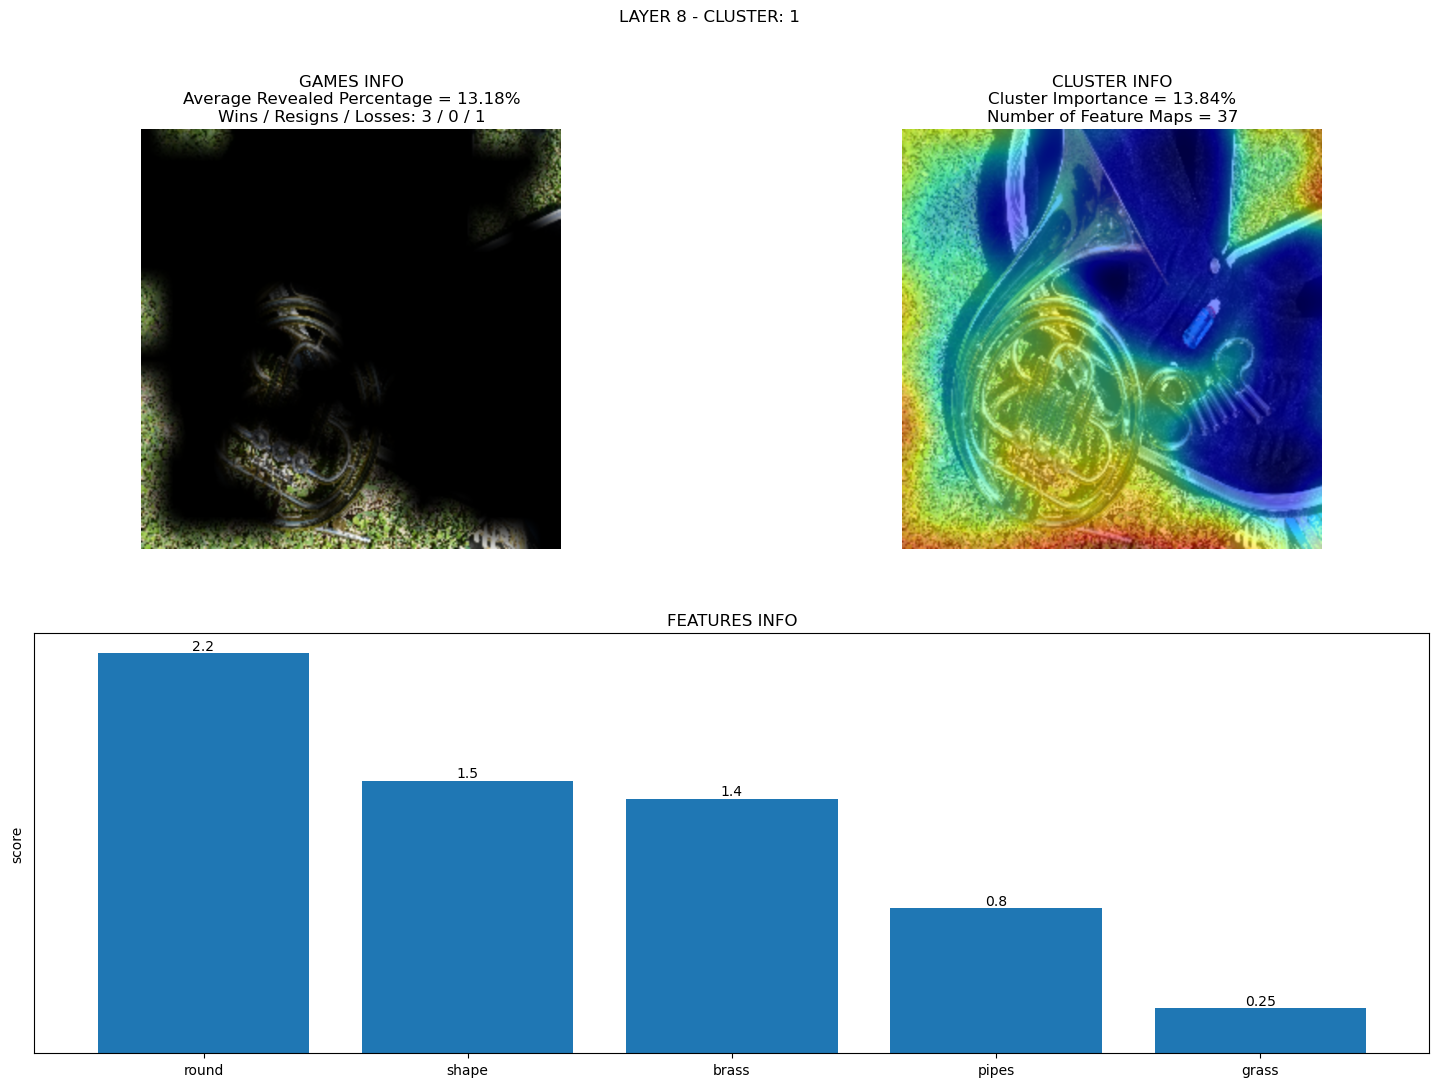 LAYER 8 - CLUSTER: 1
GAMES INFO
Average Revealed Percentage = 13.18%
Wins / Resigns / Losses: 3 / 0 / 1
CLUSTER INFO
Cluster Importance = 13.84%
Number of Feature Maps = 37
FEATURES INFO
score
2.2
1.5
1.4
0.8
0.25
round
shape
brass
pipes
grass